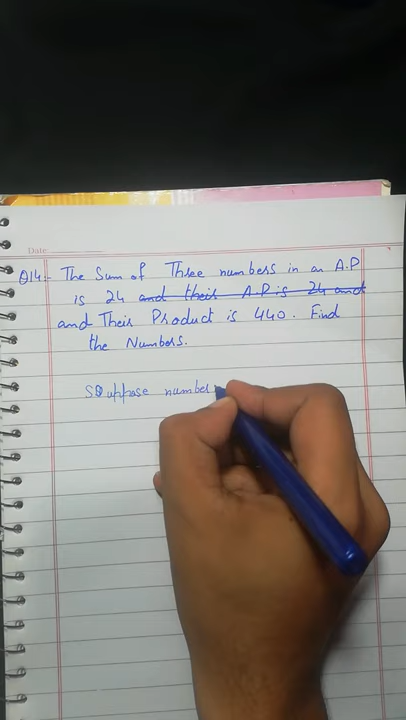 Date:
Q14:- The Sum of Three numbers in an A.P
is 24 and their A.P is 24 and
and Their Product is 440. Find
the Numbers.
Suppose number